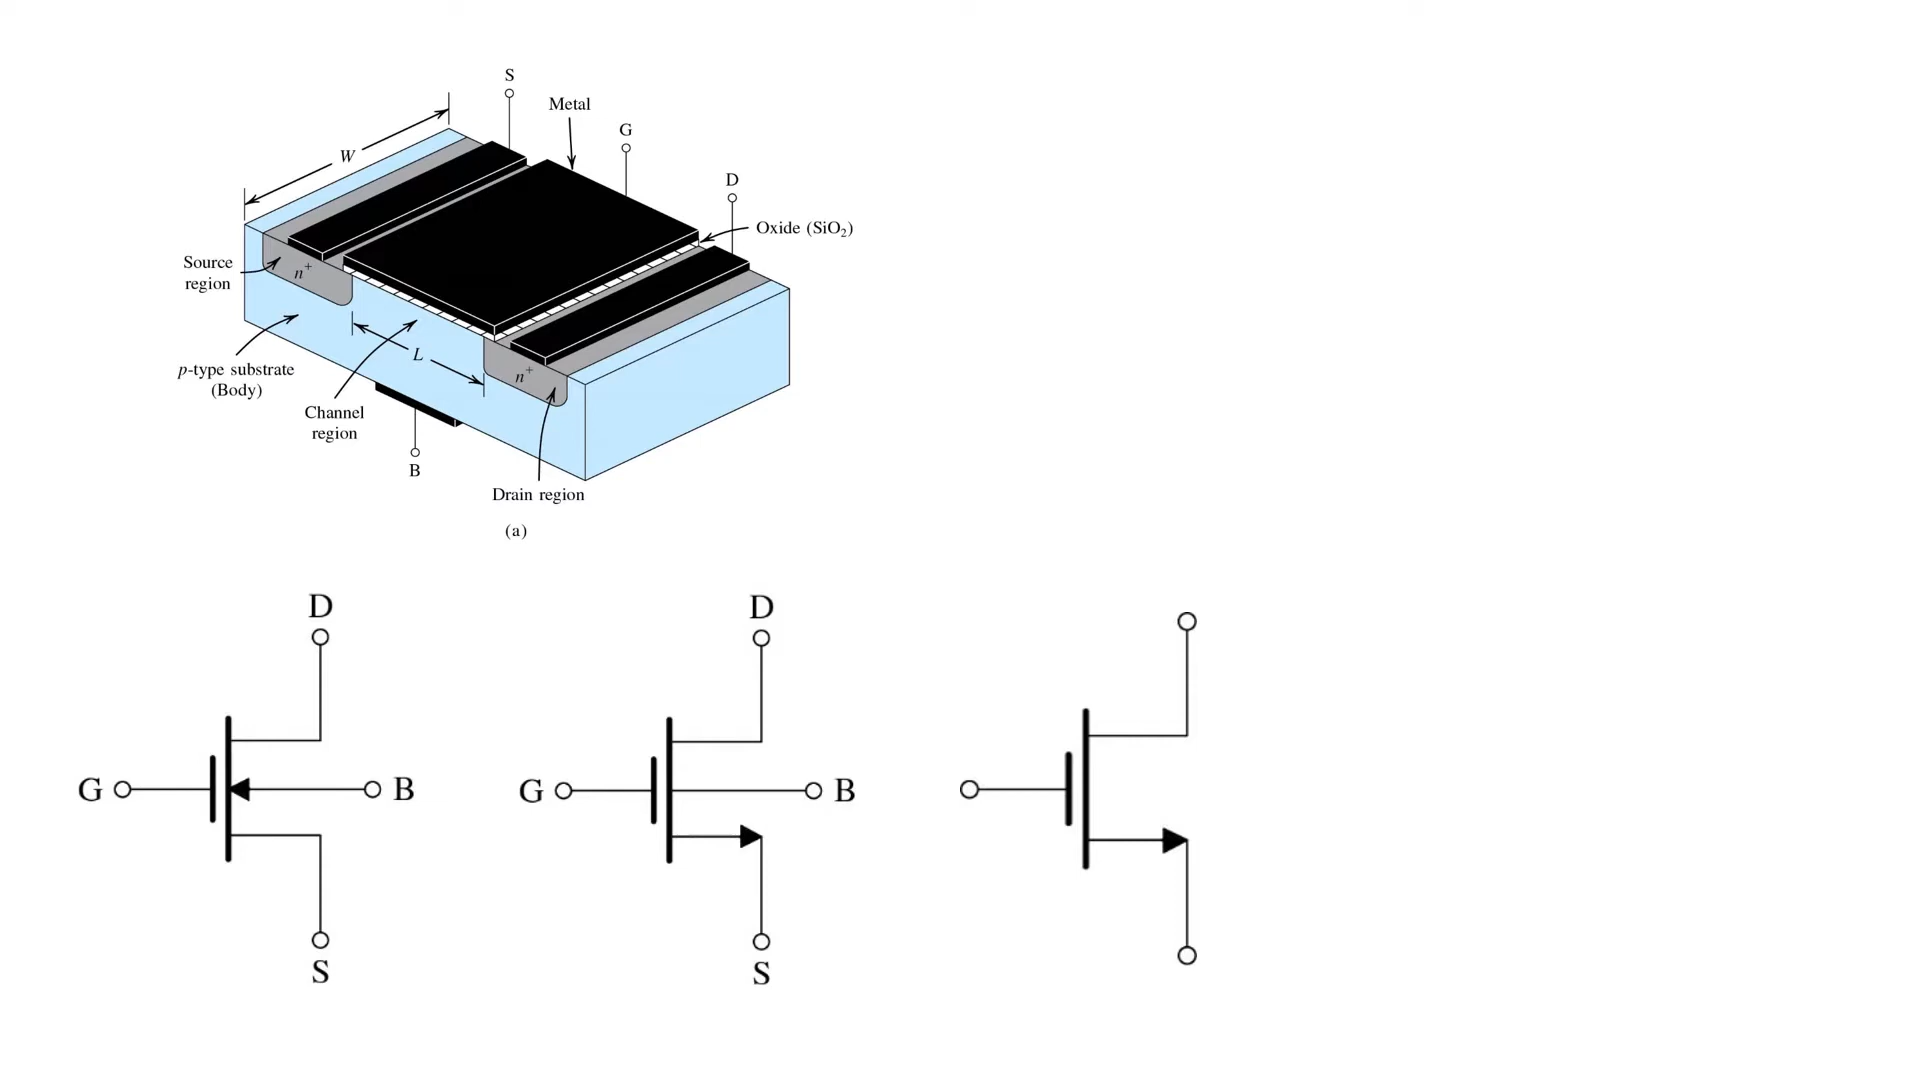 S
Metal
G
W
D
Oxide (SiO₂)
Source
region
n⁺
L
p-type substrate
(Body)
n⁺
Channel
region
B
Drain region
(a)
D
G
B
S
D
G
B
S